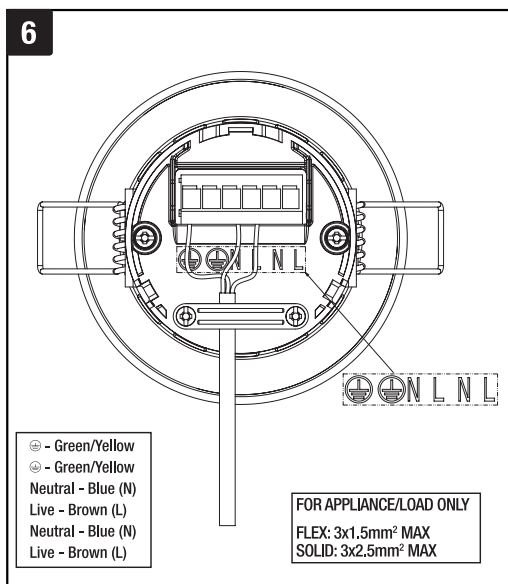 6
⏚ ⏚ N L N L
⏚ ⏚ N L N L
⏚ - Green/Yellow
⏚ - Green/Yellow
Neutral - Blue (N)
Live - Brown (L)
Neutral - Blue (N)
Live - Brown (L)
FOR APPLIANCE/LOAD ONLY
FLEX: 3x1.5mm² MAX
SOLID: 3x2.5mm² MAX